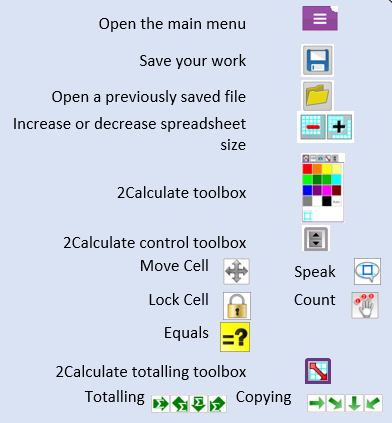 Open the main menu
Save your work
Open a previously saved file
Increase or decrease spreadsheet
size
2Calculate toolbox
2Calculate control toolbox
Move Cell
Speak
Lock Cell
Count
Equals
=?
2Calculate totalling toolbox
Totalling
Copying